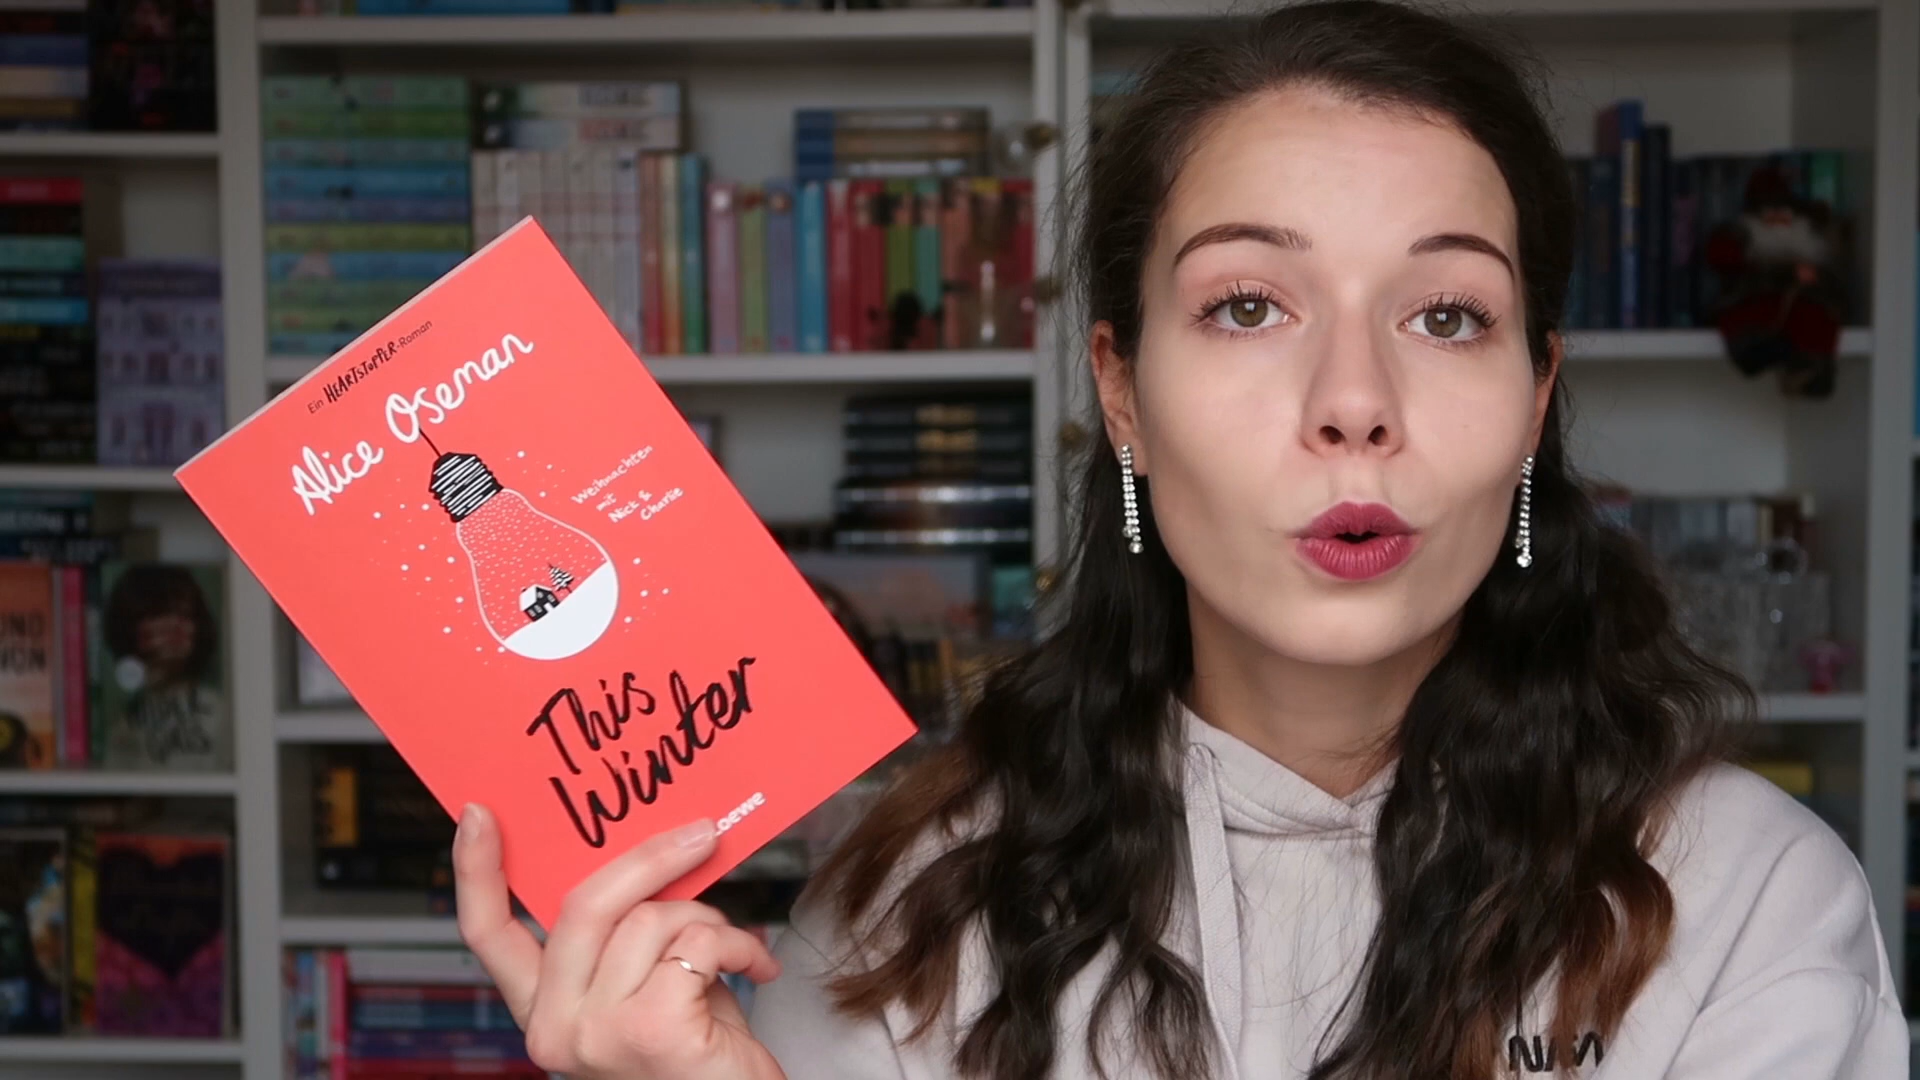 Ein HEARTSTOPPER-Roman
Alice Oseman
Weihnachten
mit
Nick &
Charlie
This
Winter
Loewe